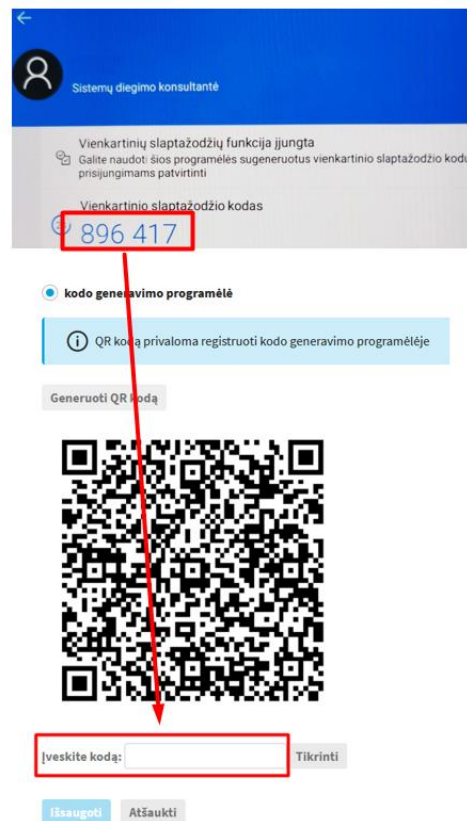 Sistemų diegimo konsultantė
Vienkartinių slaptažodžių funkcija įjungta
Galite naudoti šios programėlės sugeneruotus vienkartinio slaptažodžio kodu
prisijungimams patvirtinti
Vienkartinio slaptažodžio kodas
896 417
kodo generavimo programėlė
QR kodą privaloma registruoti kodo generavimo programėlėje
Generuoti QR kodą
Įveskite kodą: Tikrinti
Išsaugoti Atšaukti